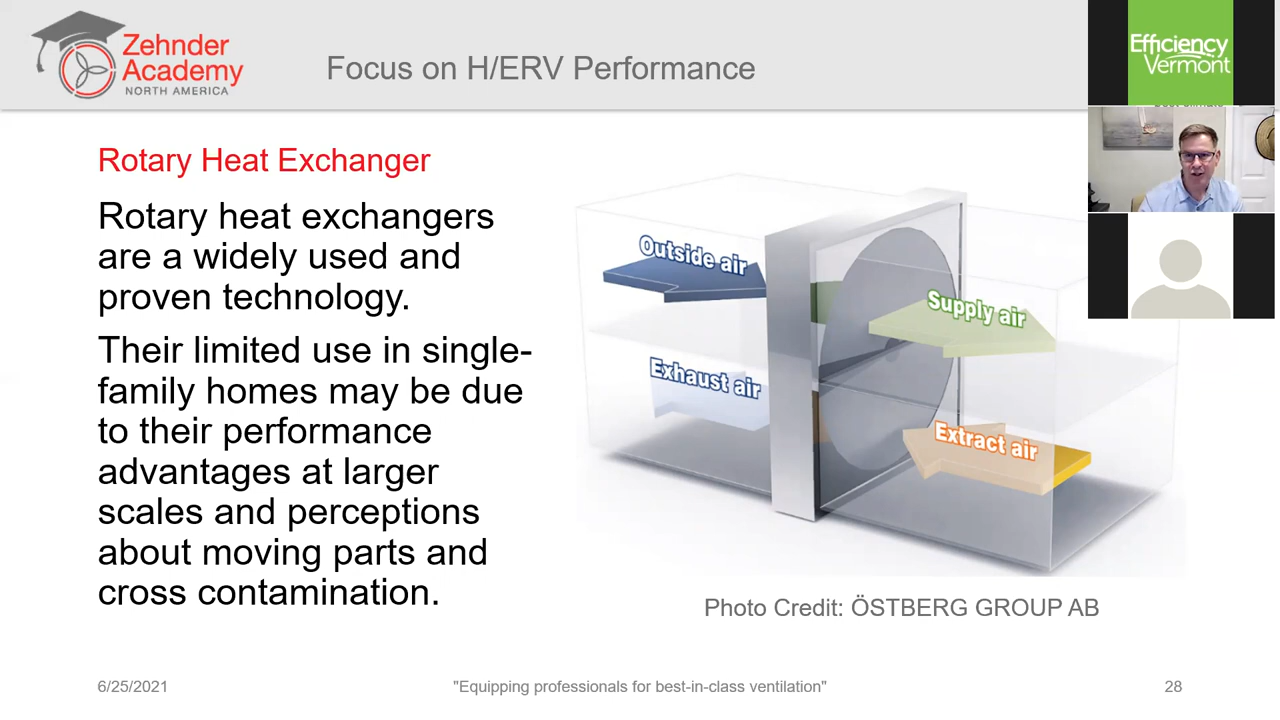 Zehnder
Academy
NORTH AMERICA
Focus on H/ERV Performance
Efficiency
Vermont
Rotary Heat Exchanger
Rotary heat exchangers
are a widely used and
proven technology.
Their limited use in single-
family homes may be due
to their performance
advantages at larger
scales and perceptions
about moving parts and
cross contamination.
Outside air
Supply air
Exhaust air
Extract air
Photo Credit: ÖSTBERG GROUP AB
6/25/2021
"Equipping professionals for best-in-class ventilation"
28